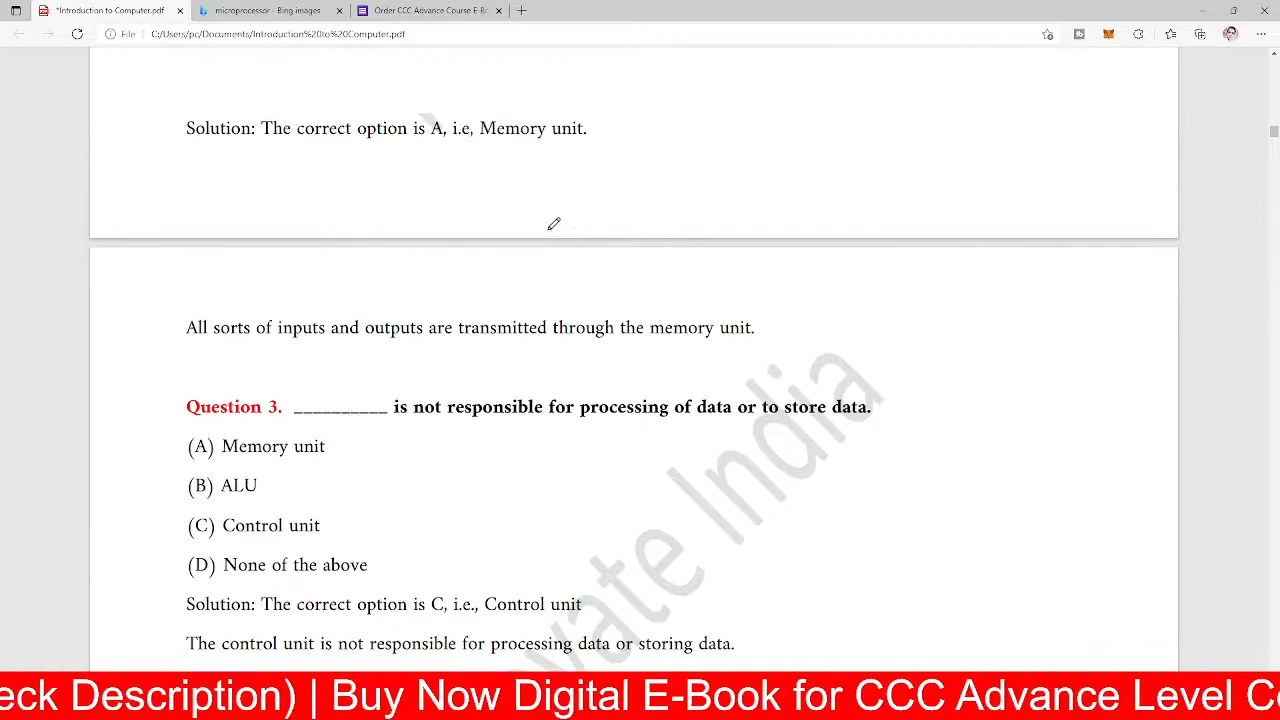 *Introduction to Computer.pdf
microprocessor - Bing images
Order CCC Advance Course E-Bo
File
C:/Users/pc/Documents/Introduction%20to%20Computer.pdf
Solution: The correct option is A, i.e, Memory unit.
All sorts of inputs and outputs are transmitted through the memory unit.
Question 3. __________ is not responsible for processing of data or to store data.
(A) Memory unit
(B) ALU
(C) Control unit
(D) None of the above
Solution: The correct option is C, i.e., Control unit
The control unit is not responsible for processing data or storing data.
ovate India
eck Description) | Buy Now Digital E-Book for CCC Advance Level C